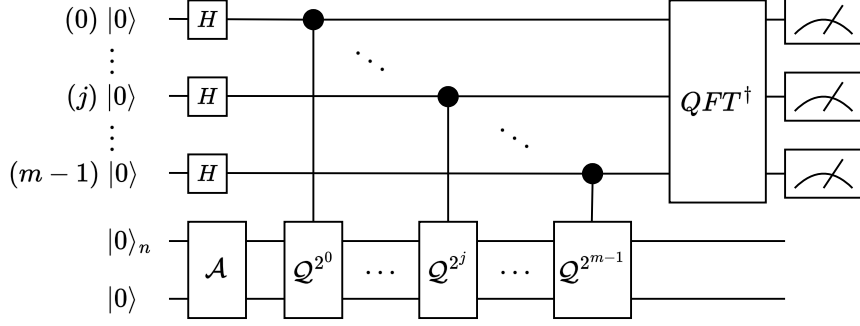 (0) |0⟩ H
⋮
(j) |0⟩ H
⋮
(m − 1) |0⟩ H
QFT†
|0⟩ₙ
|0⟩
𝒜 𝒬^{2^0} ⋯ 𝒬^{2^j} ⋯ 𝒬^{2^{m−1}}